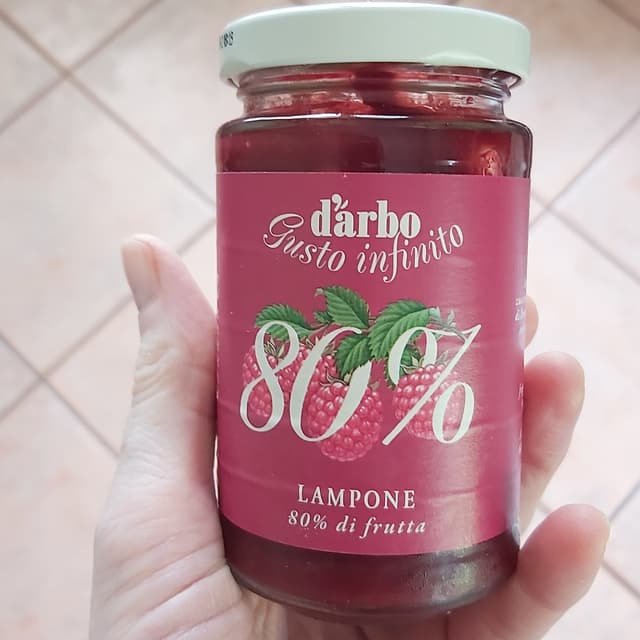 d'arbo
Gusto infinito
80%
LAMPONE
80% di frutta